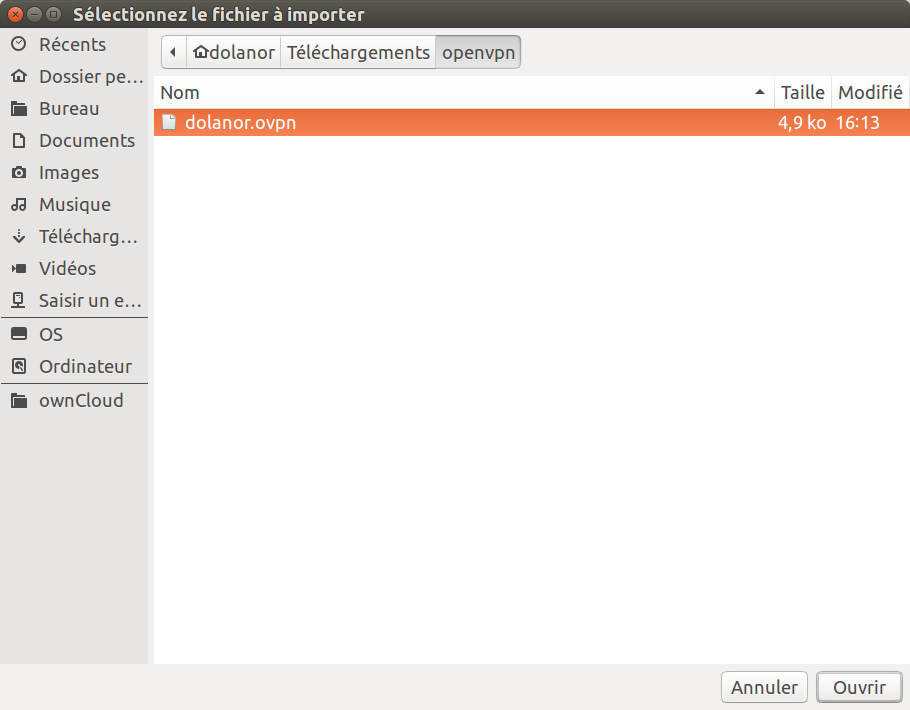 Sélectionnez le fichier à importer
Récents
Dossier pe...
Bureau
Documents
Images
Musique
Télécharg...
Vidéos
Saisir un e...
OS
Ordinateur
ownCloud
dolanor Téléchargements openvpn
Nom Taille Modifié
dolanor.ovpn 4,9 ko 16:13
Annuler Ouvrir